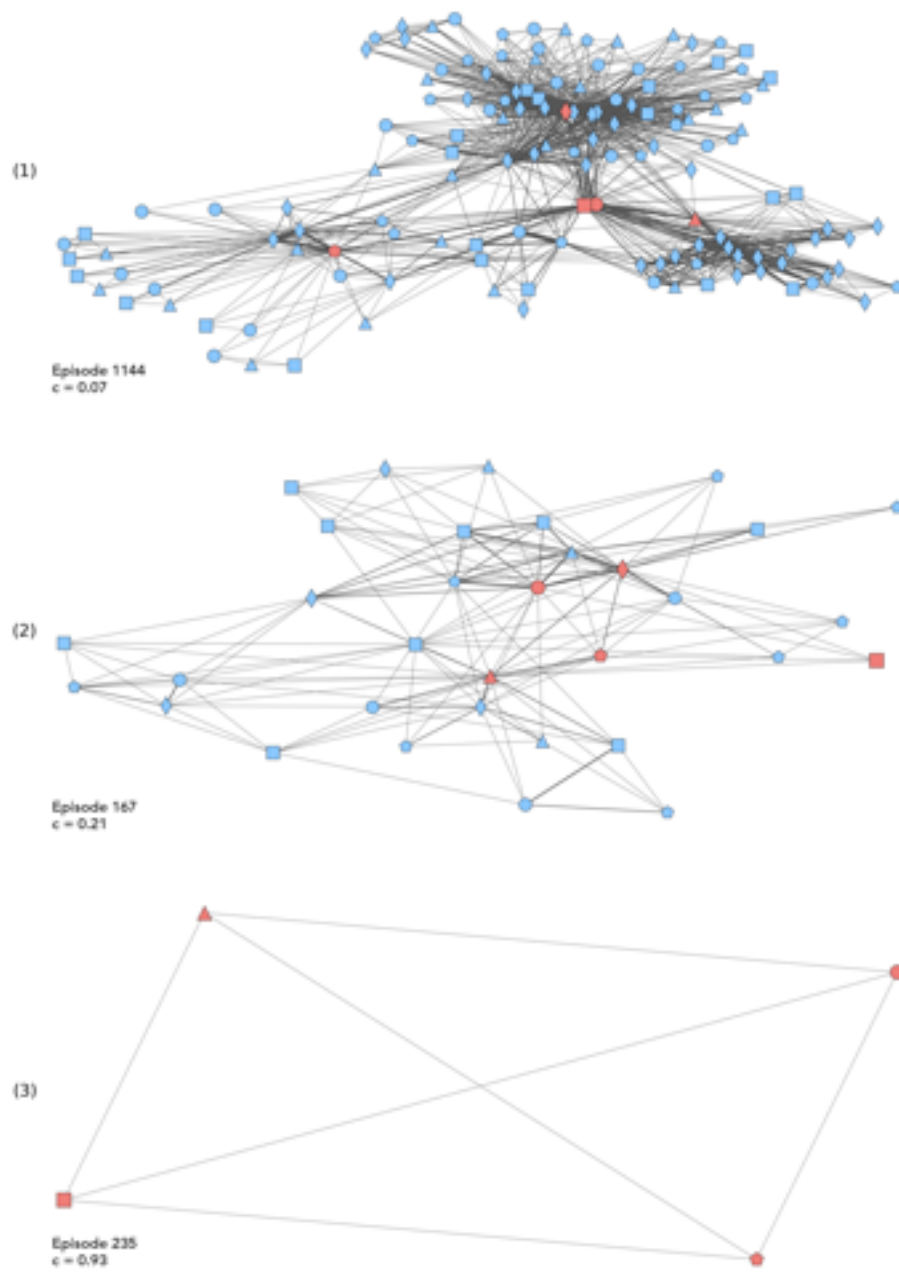 (1)
Episode 1144
c = 0.07
(2)
Episode 167
c = 0.21
(3)
Episode 235
c = 0.93